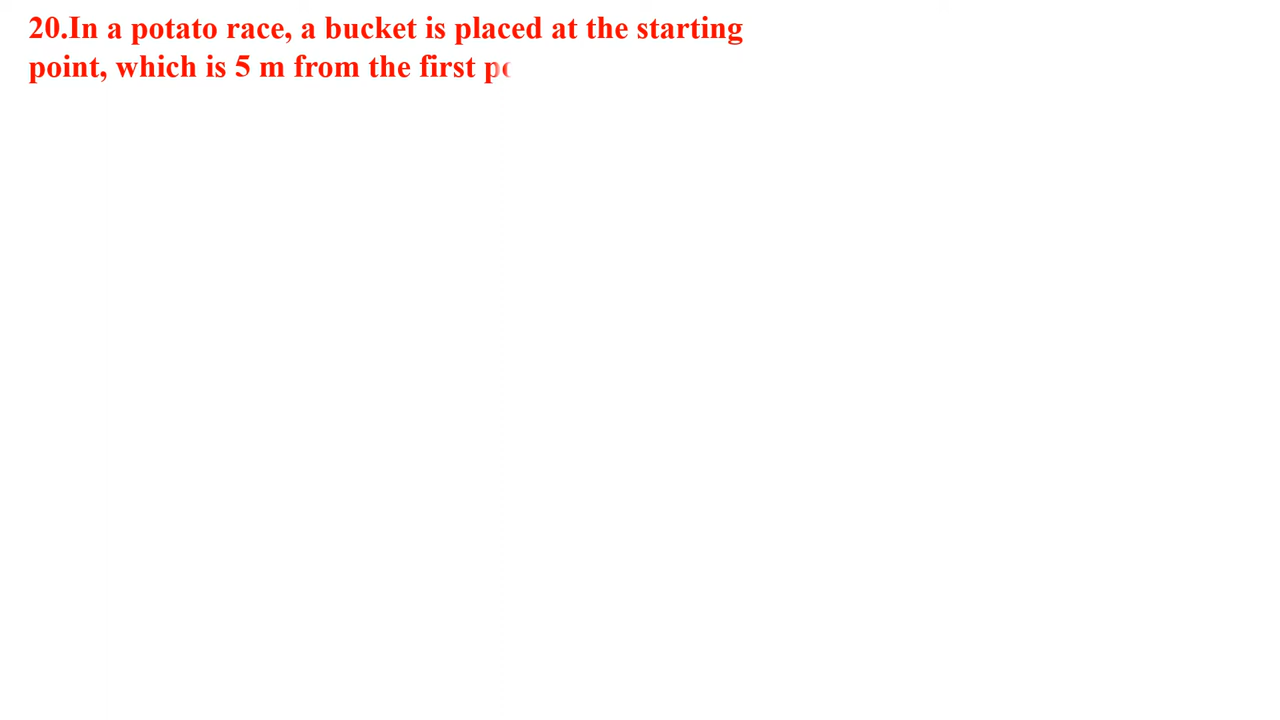 20.In a potato race, a bucket is placed at the starting
point, which is 5 m from the first